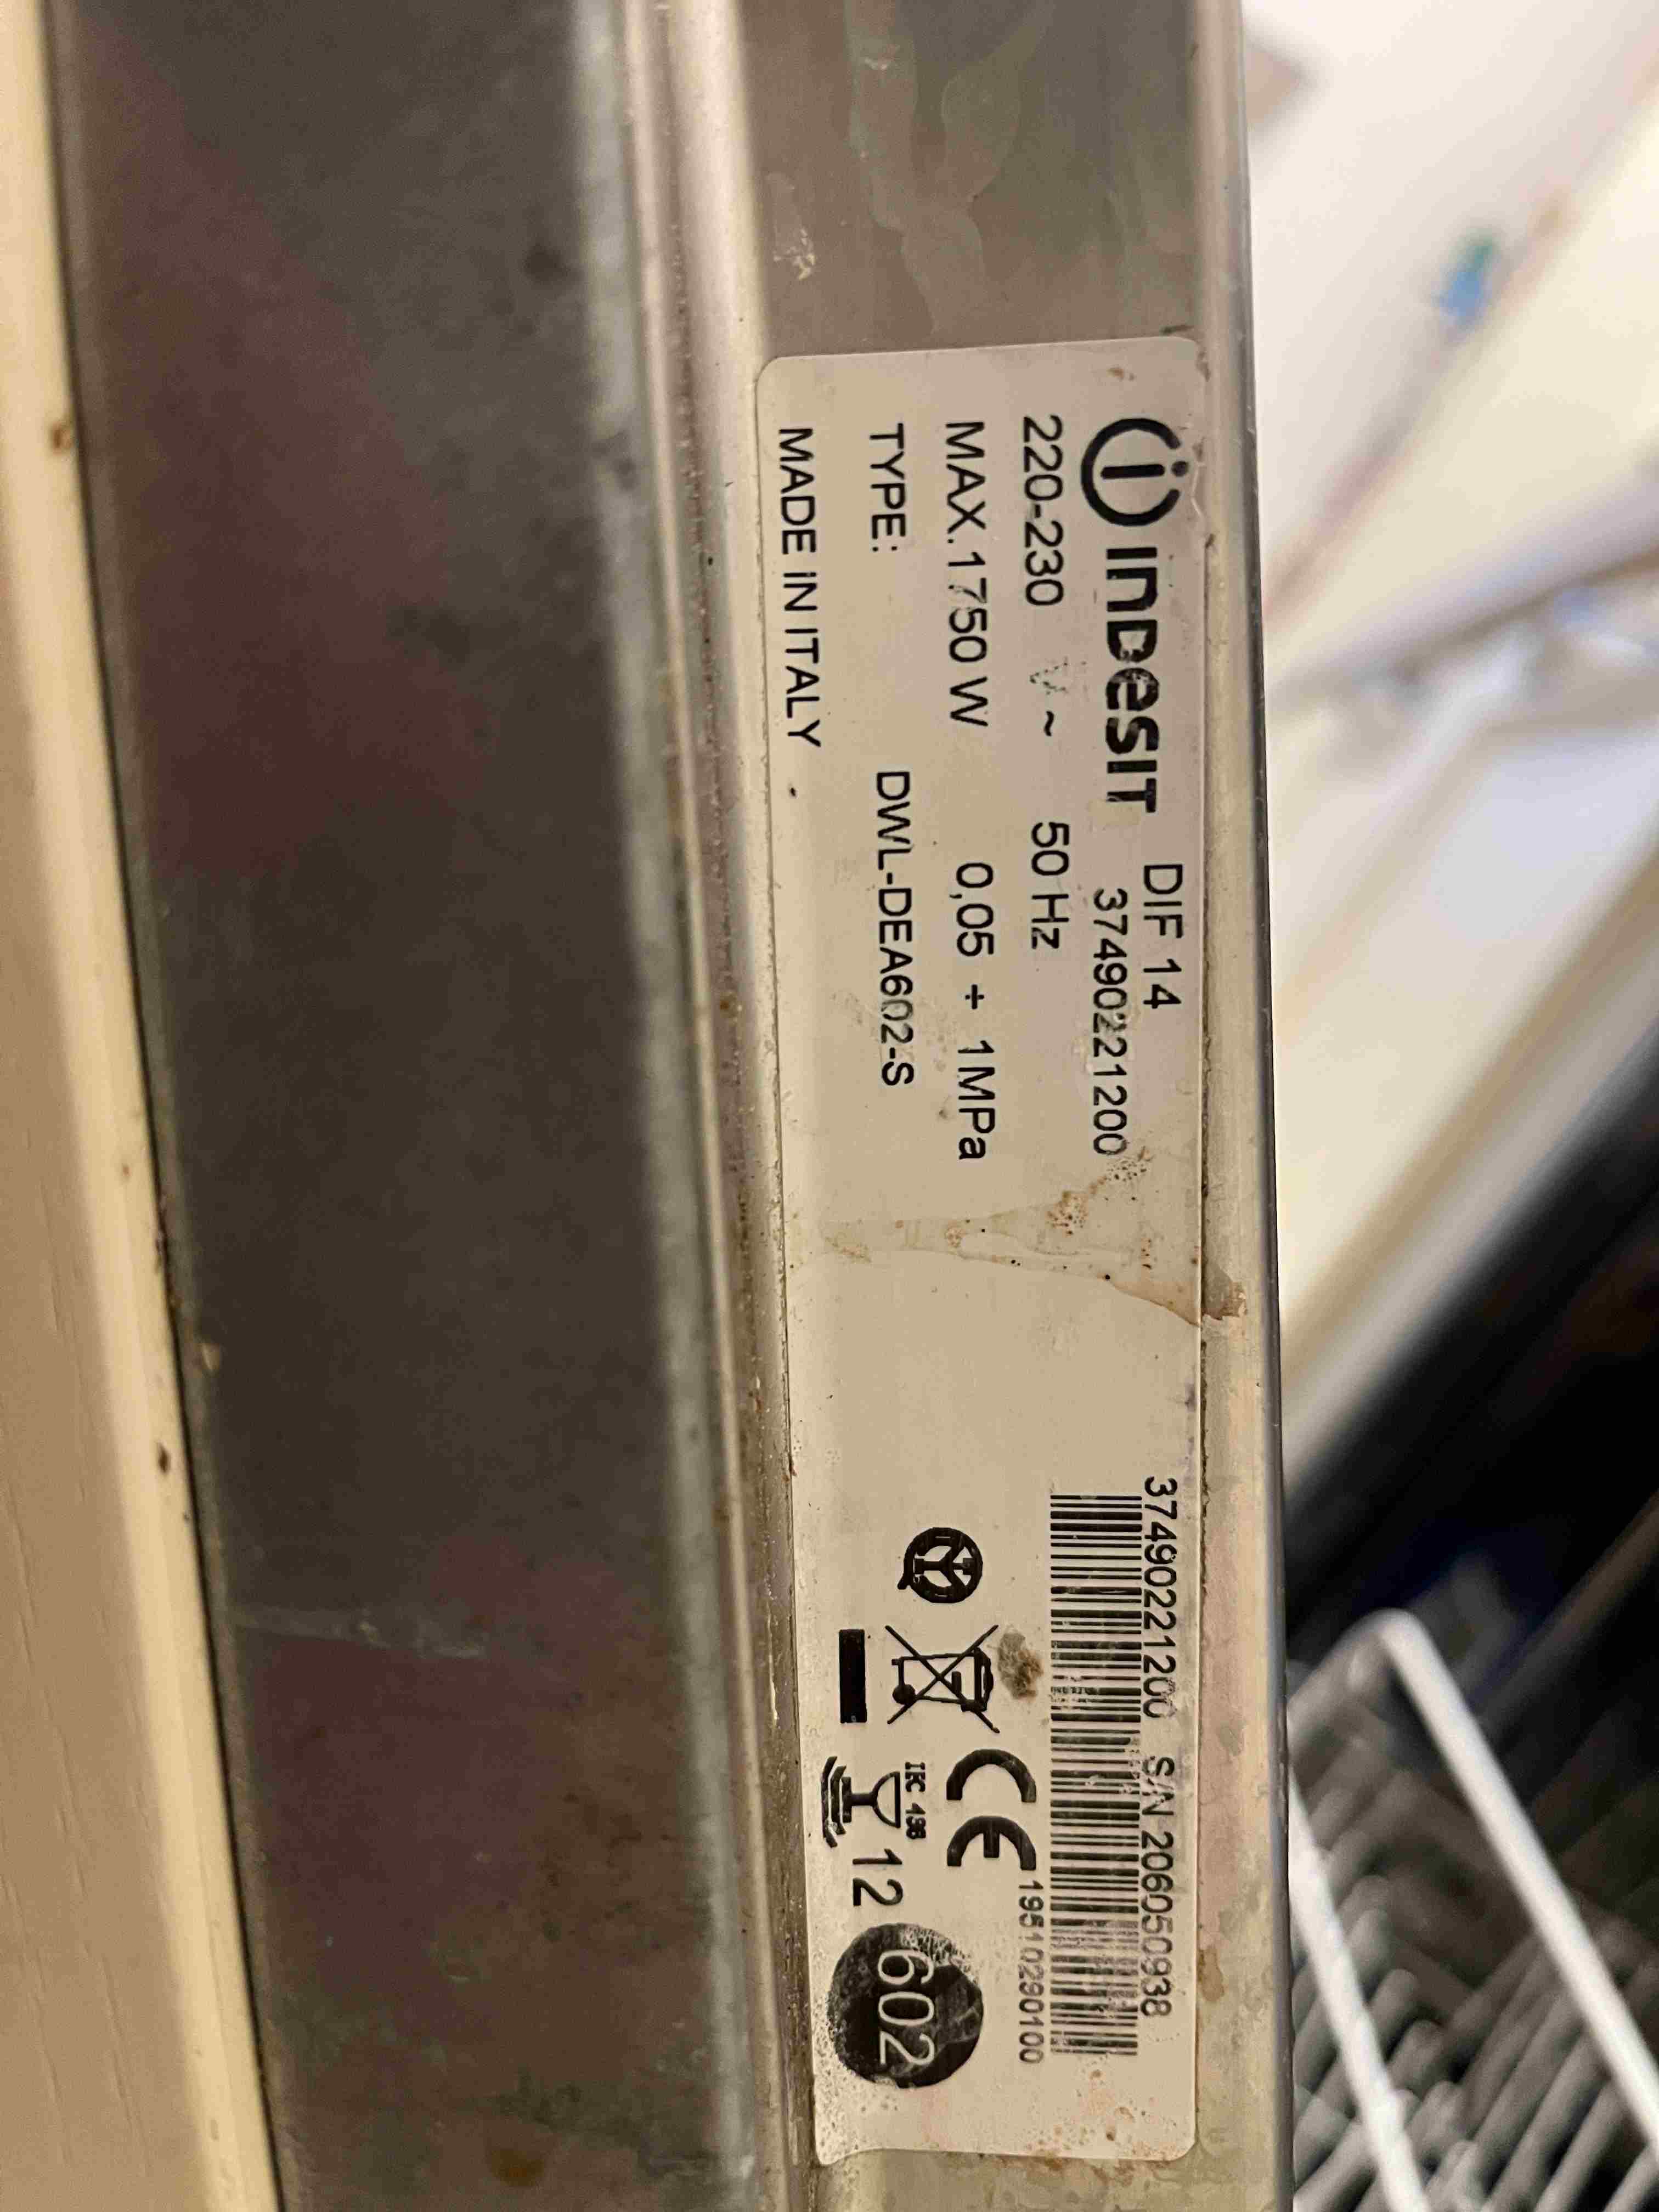 indesit DIF 14
37490221200
220-230 V ~ 50 Hz
MAX.1750 W 0,05 ÷ 1MPa
TYPE: DWL-DEA602-S
MADE IN ITALY
37490221200 S/N 206050938
19510290100
IEC 436
12
602